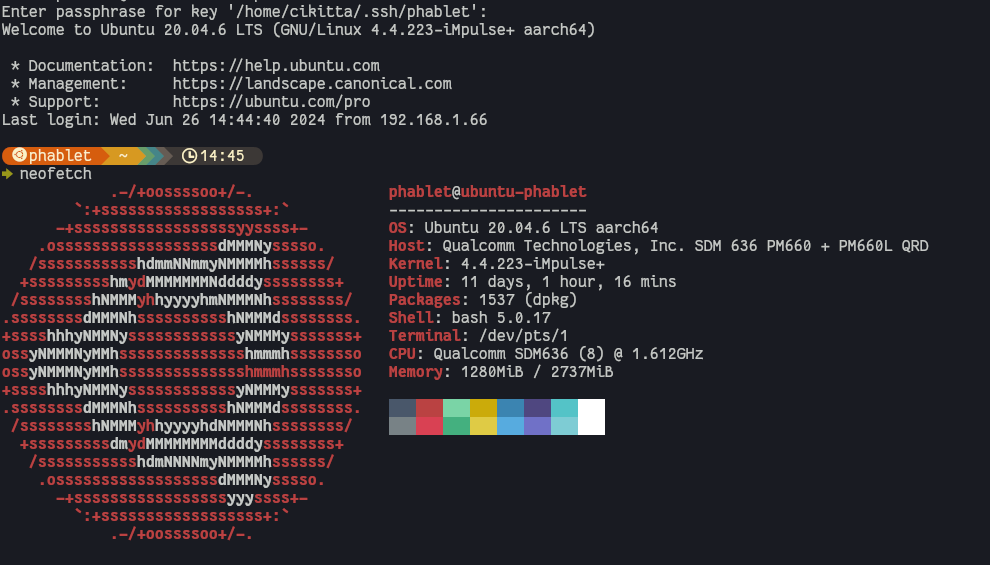 Enter passphrase for key '/home/cikitta/.ssh/phablet':
Welcome to Ubuntu 20.04.6 LTS (GNU/Linux 4.4.223-iMpulse+ aarch64)
* Documentation:  https://help.ubuntu.com
* Management:     https://landscape.canonical.com
* Support:        https://ubuntu.com/pro
Last login: Wed Jun 26 14:44:40 2024 from 192.168.1.66
phablet ~ 14:45
neofetch
.-/+oossssoo+/-.               phablet@ubuntu-phablet
`:+ssssssssssssssssss+:`           ----------------------
-+ssssssssssssssssssyyssss+-         OS: Ubuntu 20.04.6 LTS aarch64
.ossssssssssssssssssdMMMNysssso.       Host: Qualcomm Technologies, Inc. SDM 636 PM660 + PM660L QRD
/ssssssssssshdmmNNmmyNMMMMhssssss/      Kernel: 4.4.223-iMpulse+
+ssssssssshmydMMMMMMMNddddyssssssss+     Uptime: 11 days, 1 hour, 16 mins
/sssssssshNMMMyhhyyyyhmNMMMNhssssssss/    Packages: 1537 (dpkg)
.ssssssssdMMMNhsssssssssshNMMMdssssssss.   Shell: bash 5.0.17
+sssshhhyNMMNyssssssssssssyNMMMysssssss+   Terminal: /dev/pts/1
ossyNMMMNyMMhsssssssssssssshmmmhssssssso   CPU: Qualcomm SDM636 (8) @ 1.612GHz
ossyNMMMNyMMhsssssssssssssshmmmhssssssso   Memory: 1280MiB / 2737MiB
+sssshhhyNMMNyssssssssssssyNMMMysssssss+
.ssssssssdMMMNhsssssssssshNMMMdssssssss.
/sssssssshNMMMyhhyyyyhdNMMMNhssssssss/
+sssssssssdmydMMMMMMMMddddyssssssss+
/ssssssssssshdmNNNNmyNMMMMhssssss/
.ossssssssssssssssssdMMMNysssso.
-+sssssssssssssssssyyyssss+-
`:+ssssssssssssssssss+:`
.-/+oossssoo+/-.